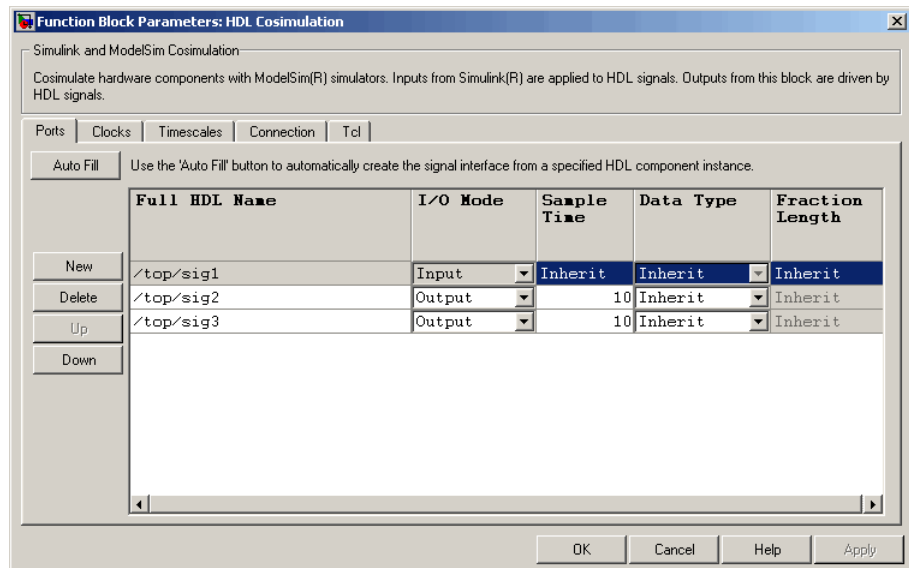 Function Block Parameters: HDL Cosimulation
Simulink and ModelSim Cosimulation
Cosimulate hardware components with ModelSim(R) simulators. Inputs from Simulink(R) are applied to HDL signals. Outputs from this block are driven by
HDL signals.
Ports Clocks Timescales Connection Tcl
Auto Fill Use the 'Auto Fill' button to automatically create the signal interface from a specified HDL component instance.
Full HDL Name I/O Mode Sample Time Data Type Fraction Length
New /top/sig1 Input Inherit Inherit Inherit
Delete /top/sig2 Output 10 Inherit Inherit
Up /top/sig3 Output 10 Inherit Inherit
Down
OK Cancel Help Apply